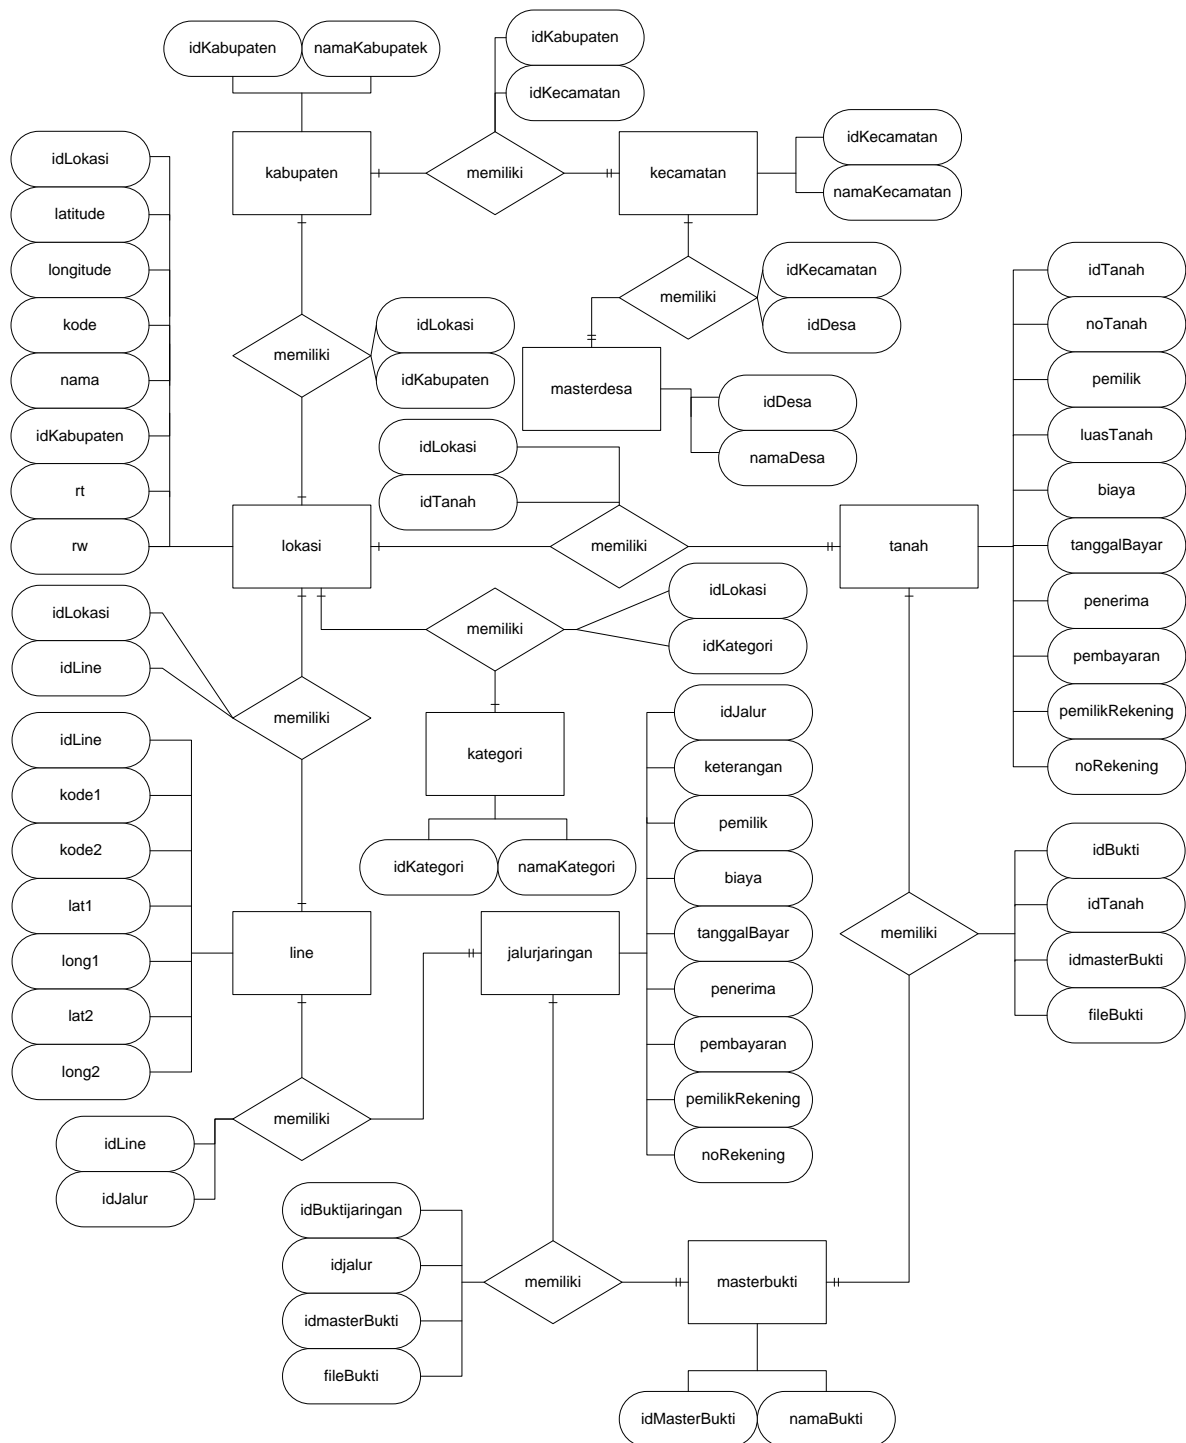 idKabupaten
namaKabupatek
idKabupaten
idKecamatan
kabupaten
memiliki
kecamatan
idKecamatan
namaKecamatan
idLokasi
latitude
longitude
kode
nama
idKabupaten
rt
rw
memiliki
idKecamatan
idDesa
memiliki
idLokasi
idKabupaten
masterdesa
idDesa
namaDesa
idTanah
noTanah
pemilik
luasTanah
biaya
tanggalBayar
penerima
pembayaran
pemilikRekening
noRekening
idLokasi
idTanah
lokasi
memiliki
tanah
idLokasi
idLine
memiliki
memiliki
idLokasi
idKategori
kategori
idKategori
namaKategori
idLine
kode1
kode2
lat1
long1
lat2
long2
line
jalurjaringan
idJalur
keterangan
pemilik
biaya
tanggalBayar
penerima
pembayaran
pemilikRekening
noRekening
memiliki
idBukti
idTanah
idmasterBukti
fileBukti
idLine
idJalur
memiliki
idBuktijaringan
idjalur
idmasterBukti
fileBukti
memiliki
masterbukti
idMasterBukti
namaBukti